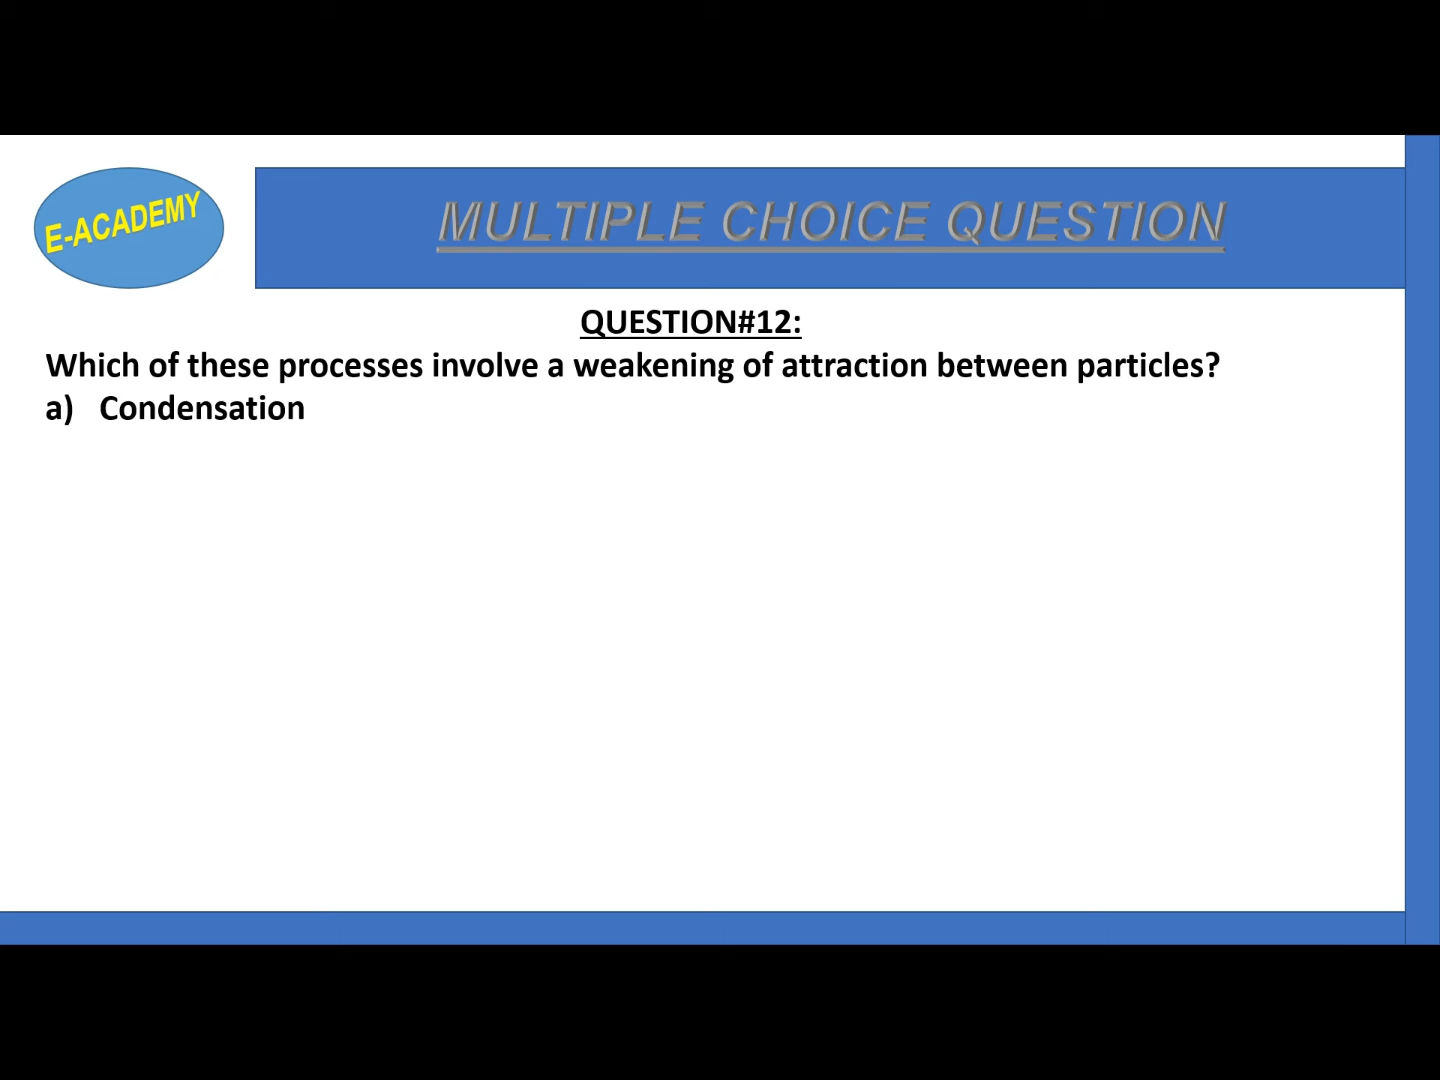 E-ACADEMY
MULTIPLE CHOICE QUESTION
QUESTION#12:
Which of these processes involve a weakening of attraction between particles?
a) Condensation